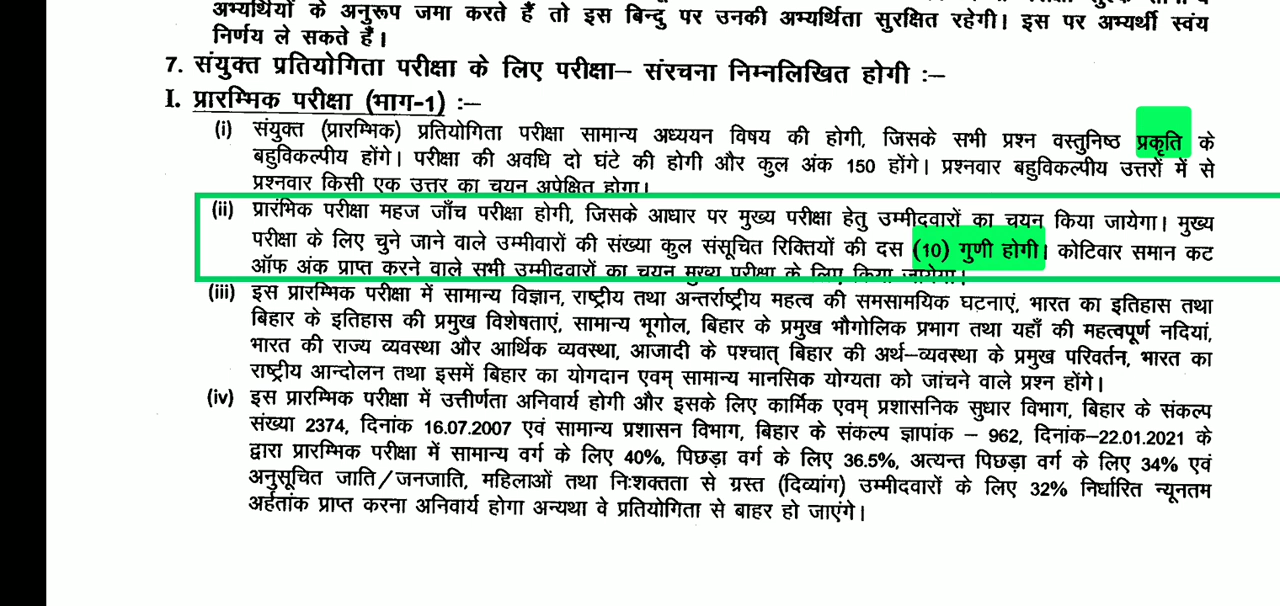 अभ्यर्थियों के अनुरूप जमा करते हैं तो इस बिन्दु पर उनकी अभ्यर्थिता सुरक्षित रहेगी। इस पर अभ्यर्थी स्वंय
निर्णय ले सकते हैं।
7. संयुक्त प्रतियोगिता परीक्षा के लिए परीक्षा– संरचना निम्नलिखित होगी :–
I. प्रारम्भिक परीक्षा (भाग-1) :–
(i) संयुक्त (प्रारम्भिक) प्रतियोगिता परीक्षा सामान्य अध्ययन विषय की होगी, जिसके सभी प्रश्न वस्तुनिष्ठ प्रकृति के
बहुविकल्पीय होंगे। परीक्षा की अवधि दो घंटे की होगी और कुल अंक 150 होंगे। प्रश्नवार बहुविकल्पीय उत्तरों में से
प्रश्नवार किसी एक उत्तर का चयन अपेक्षित होगा।
(ii) प्रारंभिक परीक्षा महज जाँच परीक्षा होगी, जिसके आधार पर मुख्य परीक्षा हेतु उम्मीदवारों का चयन किया जायेगा। मुख्य
परीक्षा के लिए चुने जाने वाले उम्मीवारों की संख्या कुल संसूचित रिक्तियों की दस (10) गुणी होगी। कोटिवार समान कट
ऑफ अंक प्राप्त करने वाले सभी उम्मीदवारों का चयन मुख्य परीक्षा के लिए किया जायेगा।
(iii) इस प्रारम्भिक परीक्षा में सामान्य विज्ञान, राष्ट्रीय तथा अन्तर्राष्ट्रीय महत्व की समसामयिक घटनाएं, भारत का इतिहास तथा
बिहार के इतिहास की प्रमुख विशेषताएं, सामान्य भूगोल, बिहार के प्रमुख भौगोलिक प्रभाग तथा यहाँ की महत्वपूर्ण नदियां,
भारत की राज्य व्यवस्था और आर्थिक व्यवस्था, आजादी के पश्चात् बिहार की अर्थ–व्यवस्था के प्रमुख परिवर्तन, भारत का
राष्ट्रीय आन्दोलन तथा इसमें बिहार का योगदान एवम् सामान्य मानसिक योग्यता को जांचने वाले प्रश्न होंगे।
(iv) इस प्रारम्भिक परीक्षा में उत्तीर्णता अनिवार्य होगी और इसके लिए कार्मिक एवम् प्रशासनिक सुधार विभाग, बिहार के संकल्प
संख्या 2374, दिनांक 16.07.2007 एवं सामान्य प्रशासन विभाग, बिहार के संकल्प ज्ञापांक – 962, दिनांक–22.01.2021 के
द्वारा प्रारम्भिक परीक्षा में सामान्य वर्ग के लिए 40%, पिछड़ा वर्ग के लिए 36.5%, अत्यन्त पिछड़ा वर्ग के लिए 34% एवं
अनुसूचित जाति/जनजाति, महिलाओं तथा निःशक्तता से ग्रस्त (दिव्यांग) उम्मीदवारों के लिए 32% निर्धारित न्यूनतम
अर्हतांक प्राप्त करना अनिवार्य होगा अन्यथा वे प्रतियोगिता से बाहर हो जाएंगे।